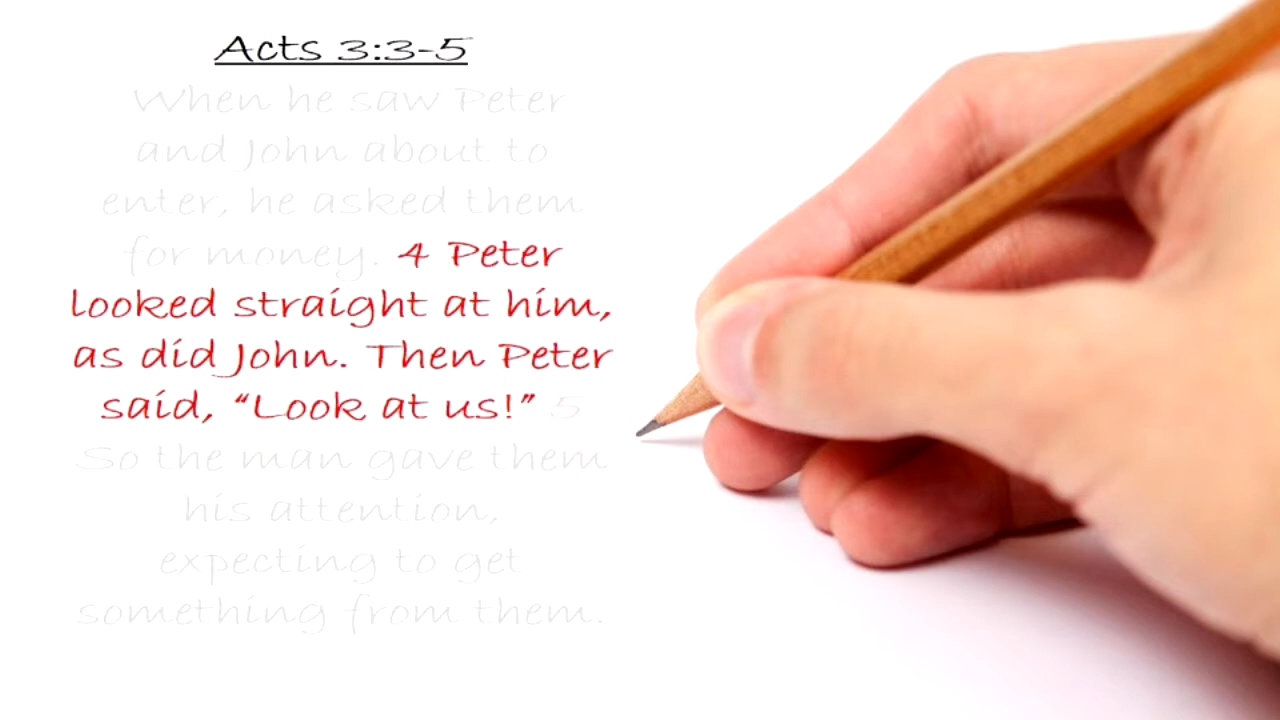 Acts 3:3-5
When he saw Peter
and John about to
enter, he asked them
for money. 4 Peter
looked straight at him,
as did John. Then Peter
said, “Look at us!” 5
So the man gave them
his attention,
expecting to get
something from them.